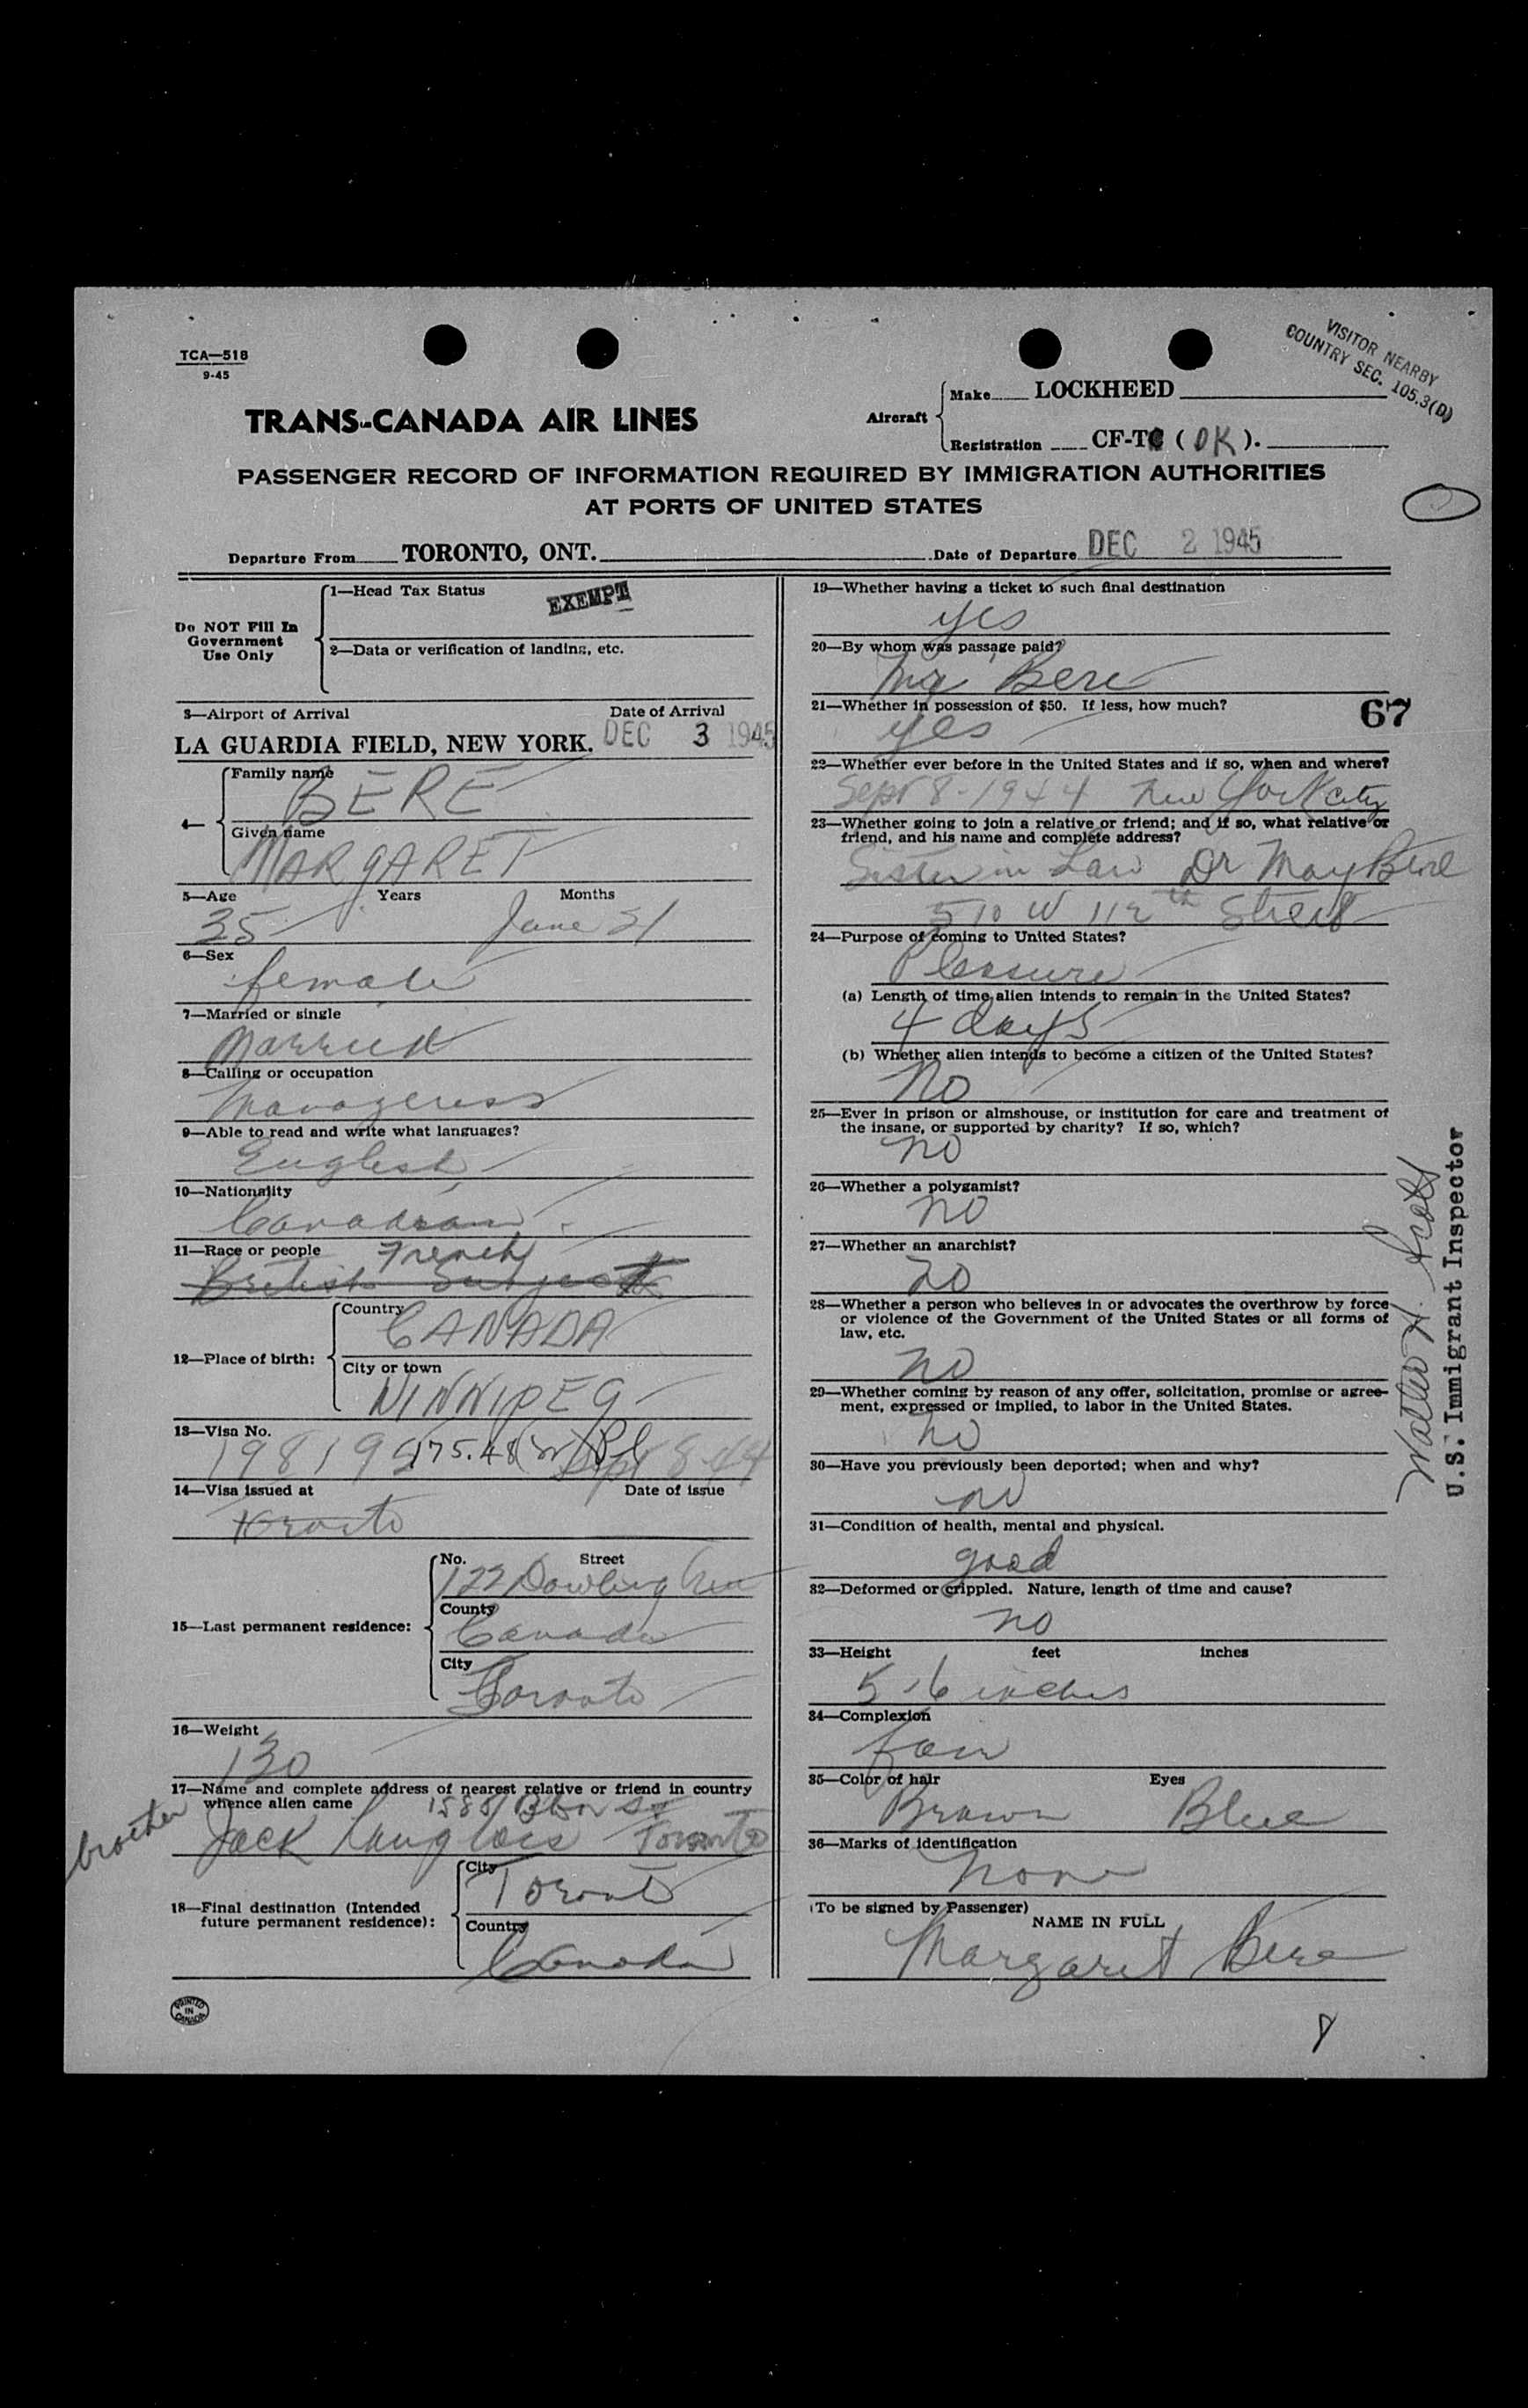 TCA—518
9-45
VISITOR NEARBY
COUNTRY SEC. 105.3(D)
TRANS-CANADA AIR LINES
Aircraft
Make LOCKHEED
Registration CF-TC (DK).
PASSENGER RECORD OF INFORMATION REQUIRED BY IMMIGRATION AUTHORITIES
AT PORTS OF UNITED STATES
Departure From TORONTO, ONT. Date of Departure DEC 2 1945
Do NOT Fill In
Government
Use Only
1—Head Tax Status EXEMPT
2—Data or verification of landing, etc.
3—Airport of Arrival Date of Arrival
LA GUARDIA FIELD, NEW YORK. DEC 3 1945
4—
Family name
BERE
Given name
MARGARET
5—Age Years Months
35 June 21
6—Sex
female
7—Married or single
Married
8—Calling or occupation
Manageress
9—Able to read and write what languages?
English
10—Nationality
Canadian
11—Race or people French
British Subject
12—Place of birth:
Country
CANADA
City or town
WINNIPEG
13—Visa No.
198195 175.48 Sept 8-44
14—Visa issued at Date of issue
Toronto
15—Last permanent residence:
No. Street
122 Dowling Ave
County
Canada
City
Toronto
16—Weight
130
17—Name and complete address of nearest relative or friend in country
whence alien came 1588 Bloor St
brother Jack Langlois Toronto
18—Final destination (Intended
future permanent residence):
City
Toronto
Country
Canada
PRINTED
IN
CANADA
19—Whether having a ticket to such final destination
yes
20—By whom was passage paid?
Mr Bere
21—Whether in possession of $50. If less, how much?
yes
67
22—Whether ever before in the United States and if so, when and where?
Sept 8-1944 New York City
23—Whether going to join a relative or friend; and if so, what relative or
friend, and his name and complete address?
Sister in Law Dr May Bere
510 W 112th Street
24—Purpose of coming to United States?
Pleasure
(a) Length of time alien intends to remain in the United States?
4 days
(b) Whether alien intends to become a citizen of the United States?
No
25—Ever in prison or almshouse, or institution for care and treatment of
the insane, or supported by charity? If so, which?
no
26—Whether a polygamist?
no
27—Whether an anarchist?
no
28—Whether a person who believes in or advocates the overthrow by force
or violence of the Government of the United States or all forms of
law, etc.
no
29—Whether coming by reason of any offer, solicitation, promise or agree-
ment, expressed or implied, to labor in the United States.
no
30—Have you previously been deported; when and why?
no
31—Condition of health, mental and physical.
good
32—Deformed or crippled. Nature, length of time and cause?
no
33—Height feet inches
5 6 inches
34—Complexion
fair
35—Color of hair Eyes
Brown Blue
36—Marks of identification
none
(To be signed by Passenger)
NAME IN FULL
Margaret Bere
Walter H. Scott
U.S. Immigrant Inspector